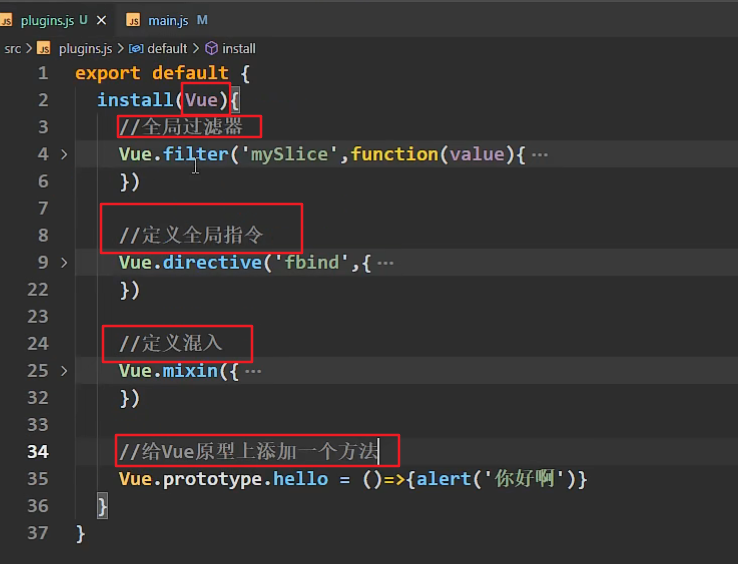 JS plugins.js U × JS main.js M
src > JS plugins.js > default > install
1 export default {
2 install(Vue){
3 //全局过滤器
4 > Vue.filter('mySlice',function(value){ ···
6 })
7
8 //定义全局指令
9 > Vue.directive('fbind',{ ···
22 })
23
24 //定义混入
25 > Vue.mixin({ ···
32 })
33
34 //给Vue原型上添加一个方法
35 Vue.prototype.hello = ()=>{alert('你好啊')}
36 }
37 }